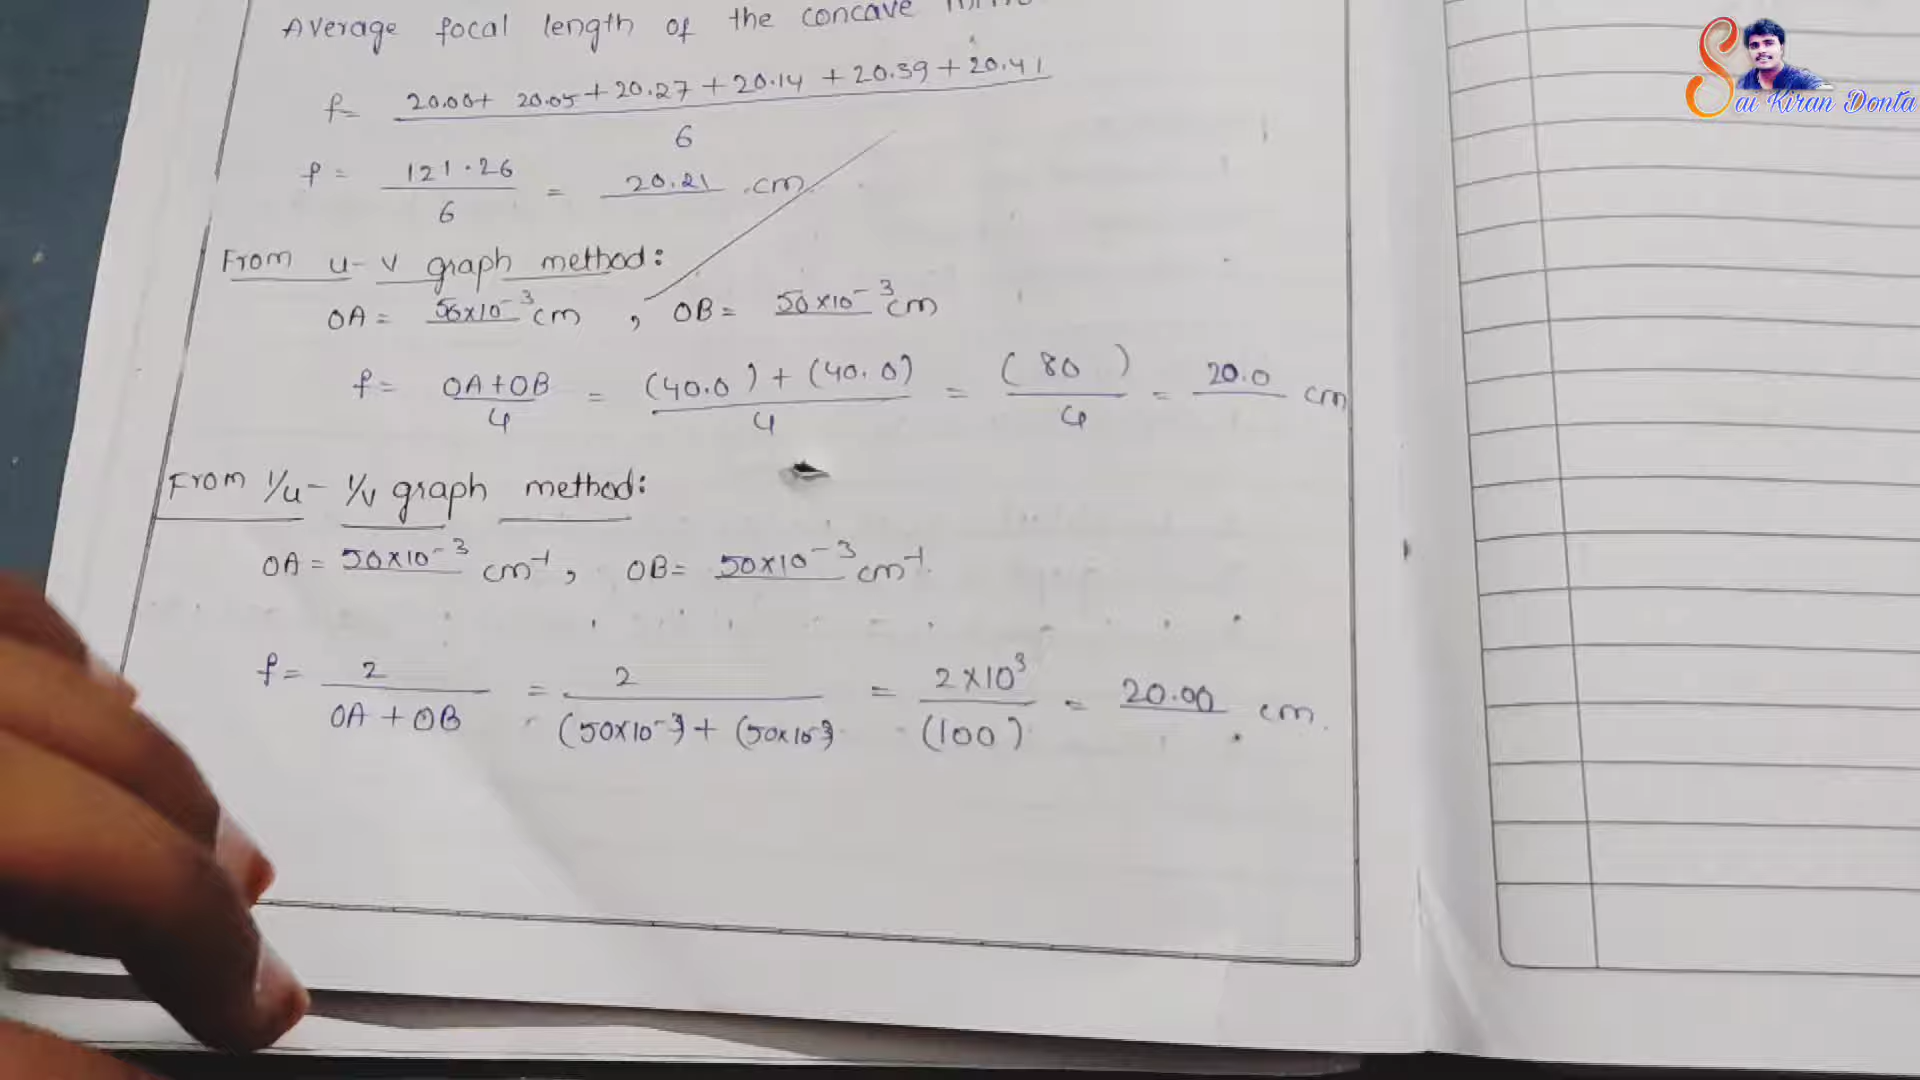 Average focal length of the concave
f = 20.00 + 20.05 + 20.27 + 20.14 + 20.39 + 20.41
6
f = 121.26 / 6 = 20.21 cm
From u-v graph method:
OA = 50×10⁻³ cm, OB = 50×10⁻³ cm
f = OA+OB / 4 = (40.0) + (40.0) / 4 = (80) / 4 = 20.0 cm
From 1/u - 1/v graph method:
OA = 50×10⁻³ cm⁻¹, OB = 50×10⁻³ cm⁻¹.
f = 2 / OA + OB = 2 / (50×10⁻³) + (50×10⁻³) = 2×10³ / (100) = 20.00 cm.
Sai Kiran Donta